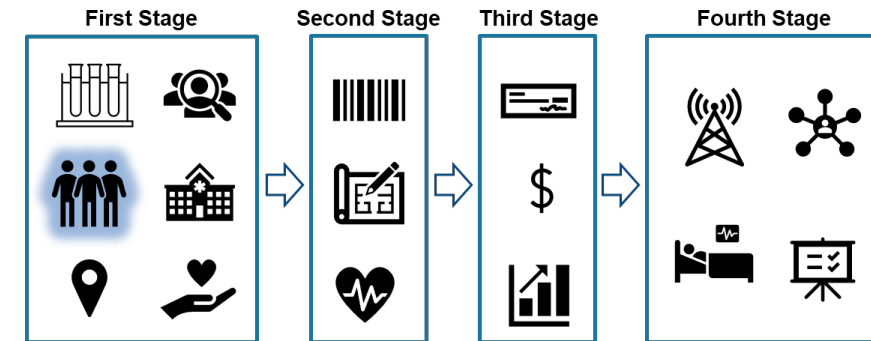 First Stage
Second Stage
Third Stage
Fourth Stage
$